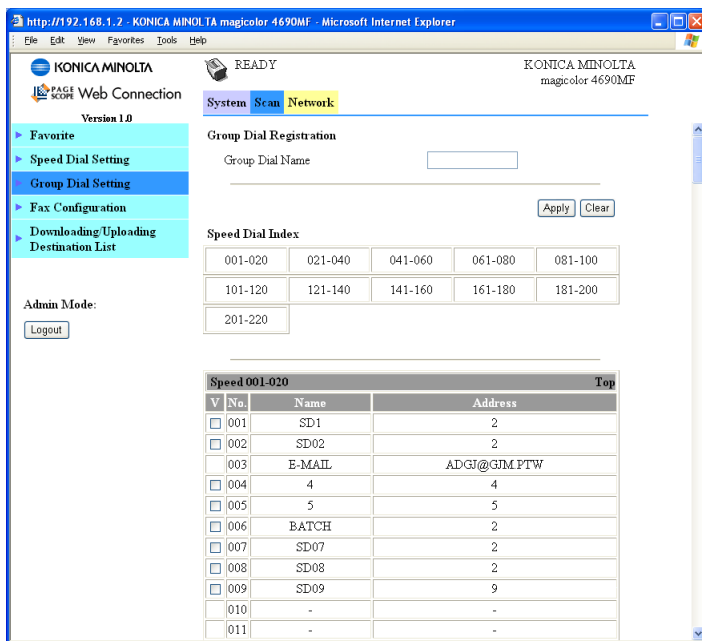 http://192.168.1.2 - KONICA MINOLTA magicolor 4690MF - Microsoft Internet Explorer
File Edit View Favorites Tools Help
KONICA MINOLTA
PAGE SCOPE Web Connection
Version 1.0
READY
KONICA MINOLTA
magicolor 4690MF
System Scan Network
Favorite
Speed Dial Setting
Group Dial Setting
Fax Configuration
Downloading/Uploading
Destination List
Admin Mode:
Logout
Group Dial Registration
Group Dial Name
Apply Clear
Speed Dial Index
001-020 021-040 041-060 061-080 081-100
101-120 121-140 141-160 161-180 181-200
201-220
Speed 001-020 Top
V No. Name Address
001 SD1 2
002 SD02 2
003 E-MAIL ADGJ@GJM.PTW
004 4 4
005 5 5
006 BATCH 2
007 SD07 2
008 SD08 2
009 SD09 9
010 - -
011 - -